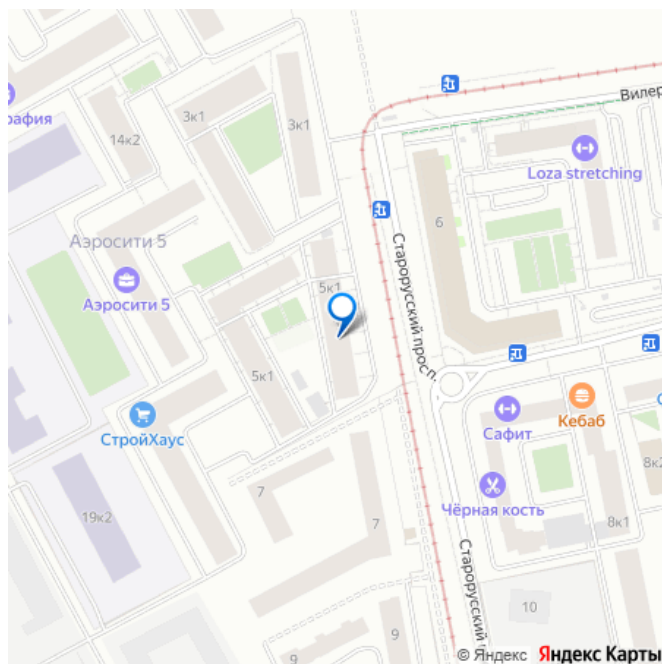 рафия
14к2
3к1
3к1
Вилер
Loza stretching
6
Аэросити 5
Аэросити 5
5к1
Старорусский просп.
5к1
СтройХаус
Сафит
Кебаб
8к2
Чёрная кость
19к2
7
7
8к1
Старорусский
10
9
9
© Яндекс Яндекс Карты